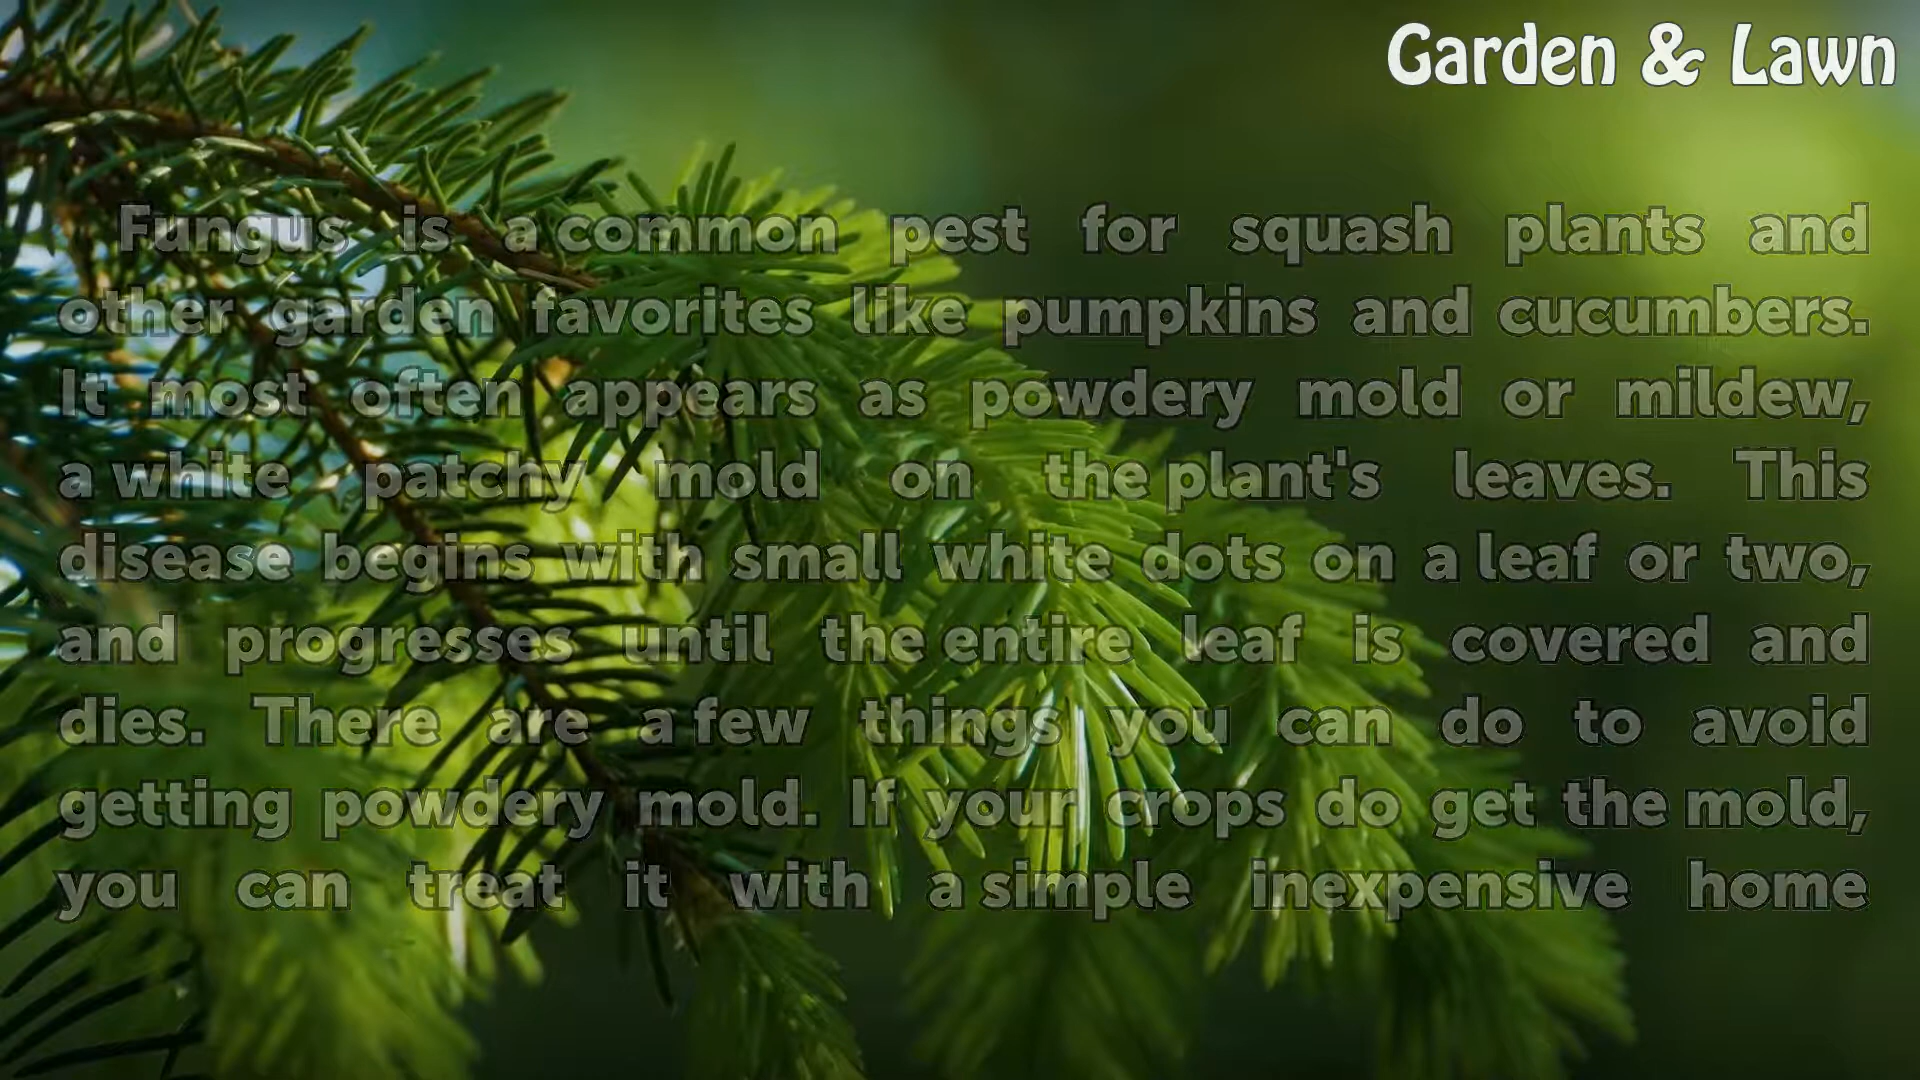 Garden & Lawn
Fungus is a common pest for squash plants and
other garden favorites like pumpkins and cucumbers.
It most often appears as powdery mold or mildew,
a white patchy mold on the plant's leaves. This
disease begins with small white dots on a leaf or two,
and progresses until the entire leaf is covered and
dies. There are a few things you can do to avoid
getting powdery mold. If your crops do get the mold,
you can treat it with a simple inexpensive home